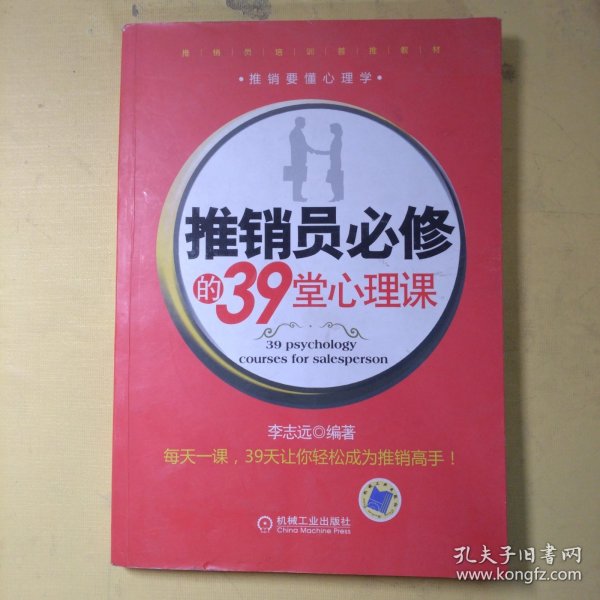 推|销|员|培|训|首|推|教|材
•推销要懂心理学•
推销员必修
的39堂心理课
39 psychology
courses for salesperson
李志远◎编著
每天一课，39天让你轻松成为推销高手！
机械工业出版社
China Machine Press
孔夫子旧书网
www.kongfz.com